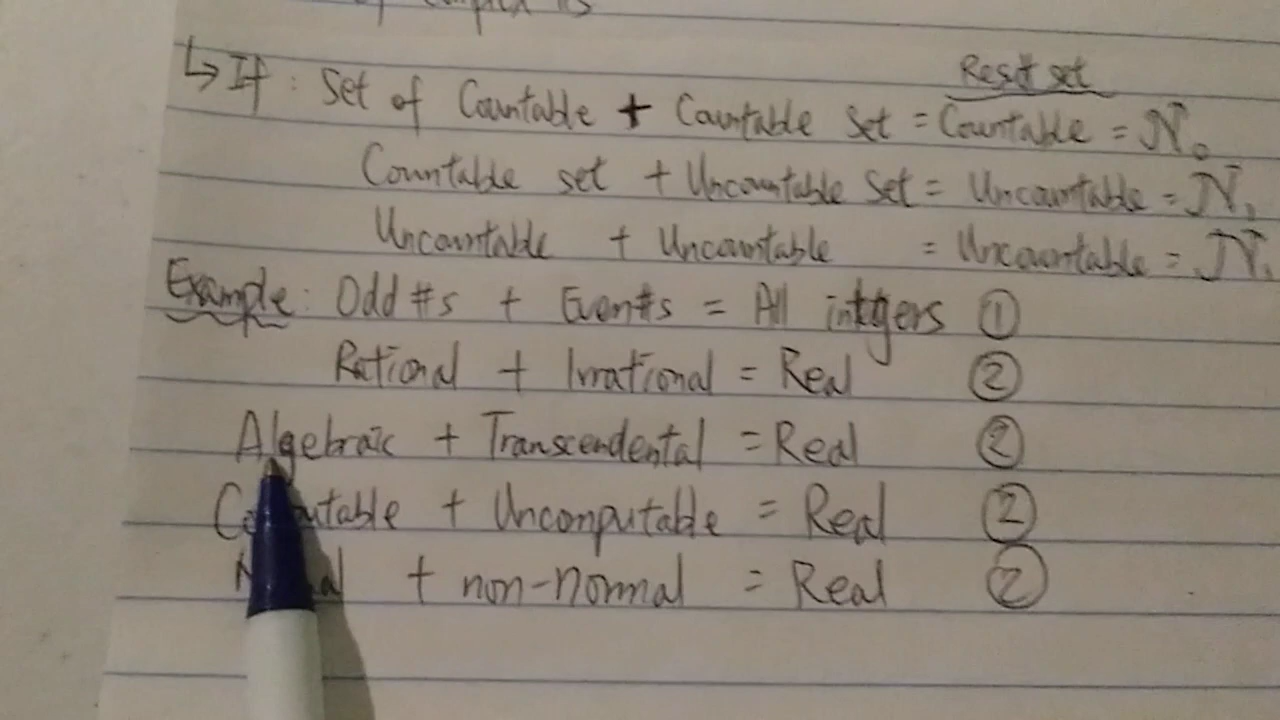 of complex #s
↳ If : Set of Countable + Countable set = Countable = ℵ₀
Result set
Countable set + Uncountable Set = Uncountable = ℵ₁
Uncountable + Uncountable = Uncountable = ℵ₁
Example: Odd #s + Even #s = All integers ①
Rational + Irrational = Real ②
Algebraic + Transcendental = Real ②
+ Uncomputable = Real ②
+ non-normal = Real ②